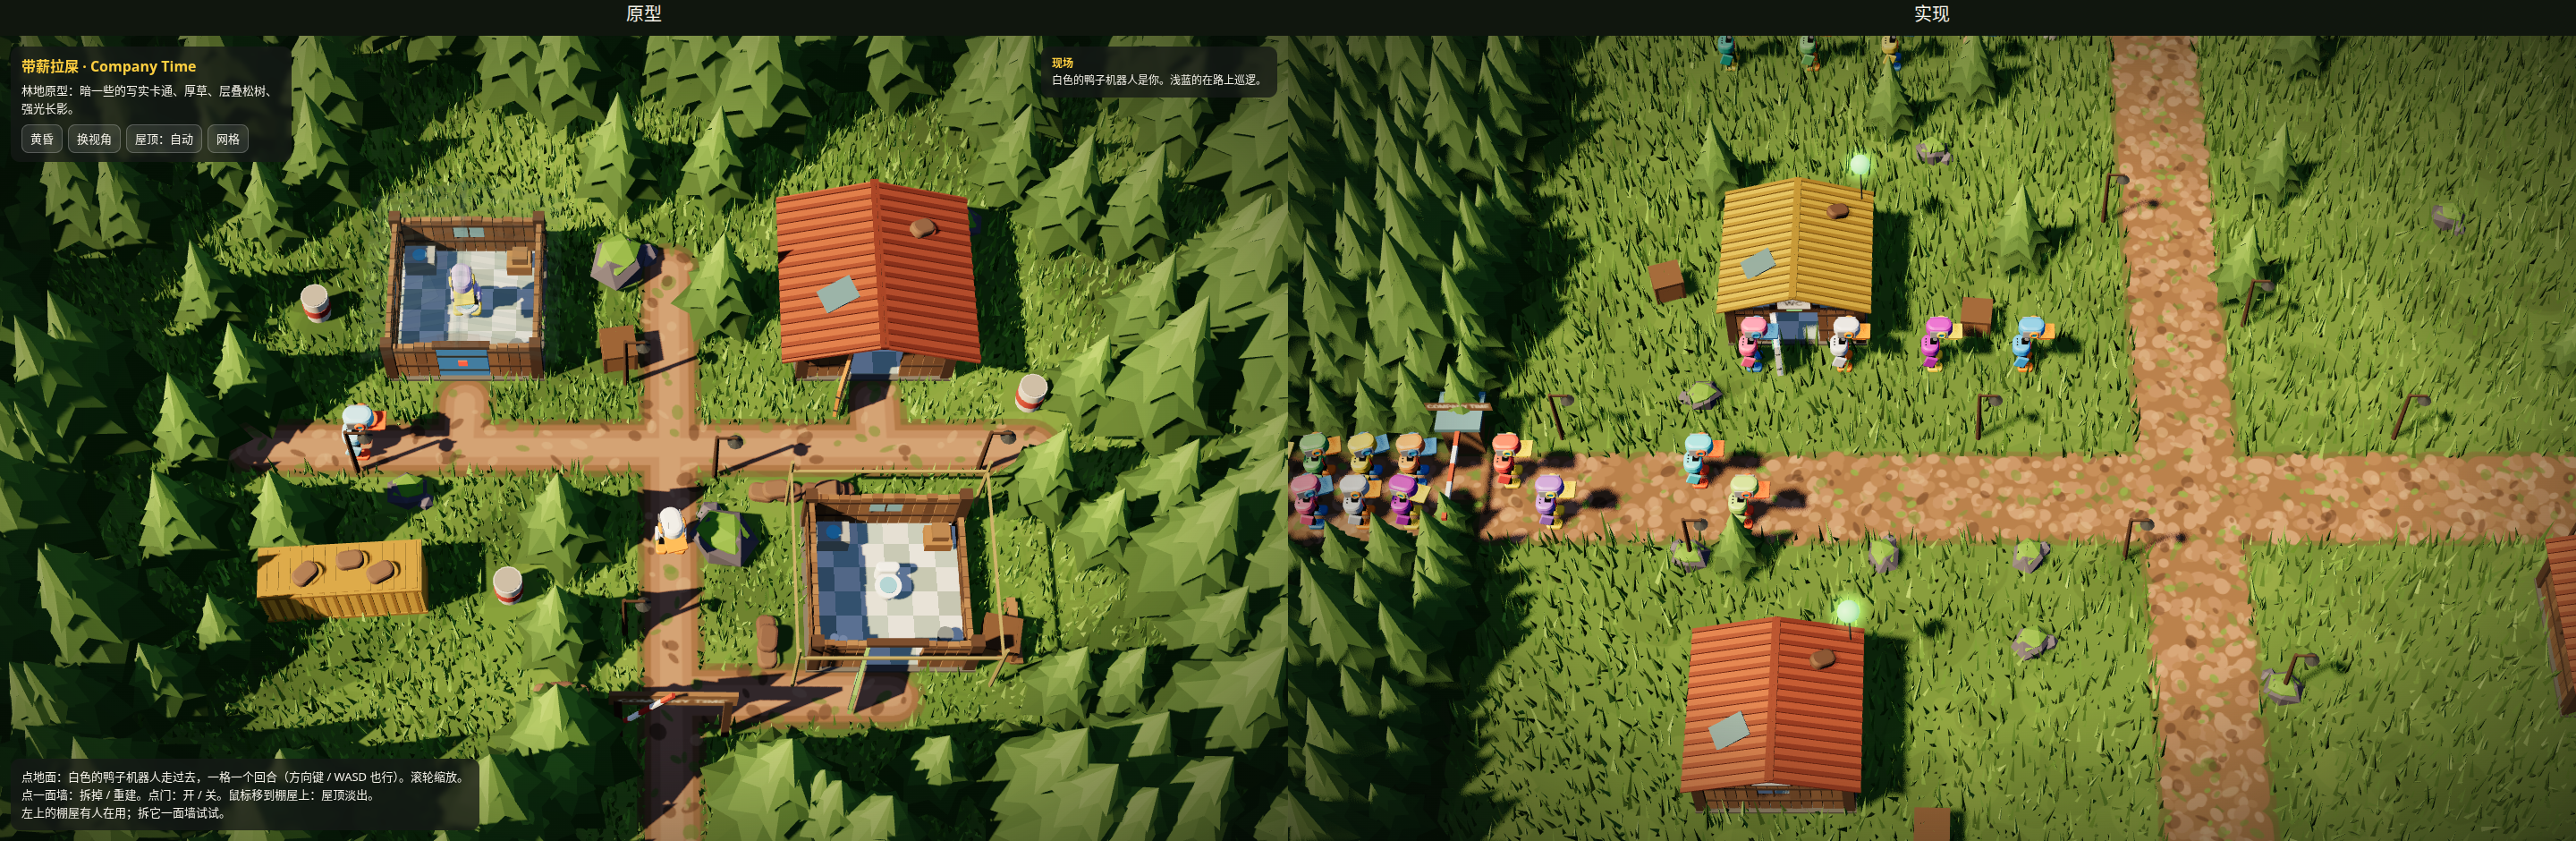 原型
实现
带薪拉屎 · Company Time
林地原型：暗一些的写实卡通、厚草、层叠松树、
强光长影。
黄昏
换视角
屋顶：自动
网格
现场
白色的鸭子机器人是你。浅蓝的在路上巡逻。
COMPANY TIME
点地面：白色的鸭子机器人走过去，一格一个回合（方向键 / WASD 也行）。滚轮缩放。
点一面墙：拆掉 / 重建。点门：开 / 关。鼠标移到棚屋上：屋顶淡出。
左上的棚屋有人在用；拆它一面墙试试。